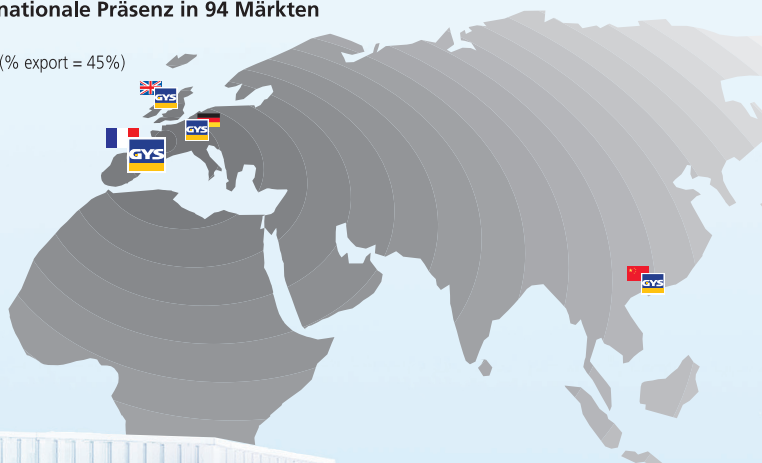 nationale Präsenz in 94 Märkten
(% export = 45%)
GYS
GYS
GYS
GYS